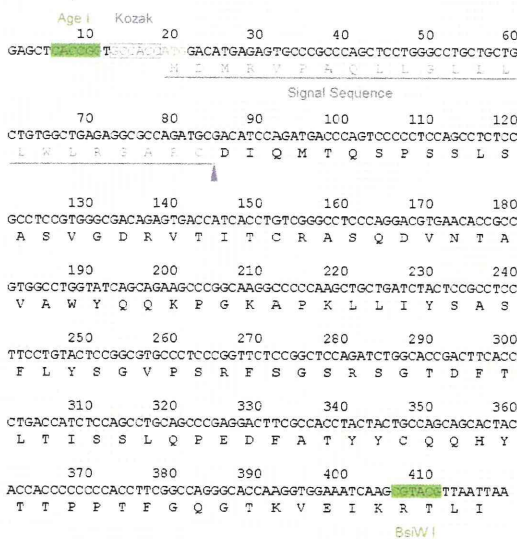 Age I Kozak
10 20 30 40 50 60
GAGCTCACCGGTGCCACCATGGACATGAGAGTGCCCGCCCAGCTCCTGGGCCTGCTGCTG
M D M R V P A Q L L G L L L
Signal Sequence
70 80 90 100 110 120
CTGTGGCTGAGAGGCGCCAGATGCGACATCCAGATGACCCAGTCCCCCTCCAGCCTCTCC
L W L R G A R C D I Q M T Q S P S S L S
130 140 150 160 170 180
GCCTCCGTGGGCGACAGAGTGACCATCACCTGTCGGGCCTCCCAGGACGTGAACACCGCC
A S V G D R V T I T C R A S Q D V N T A
190 200 210 220 230 240
GTGGCCTGGTATCAGCAGAAGCCCGGCAAGGCCCCCAAGCTGCTGATCTACTCCGCCTCC
V A W Y Q Q K P G K A P K L L I Y S A S
250 260 270 280 290 300
TTCCTGTACTCCGGCGTGCCCTCCCGGTTCTCCGGCTCCAGATCTGGCACCGACTTCACC
F L Y S G V P S R F S G S R S G T D F T
310 320 330 340 350 360
CTGACCATCTCCAGCCTGCAGCCCGAGGACTTCGCCACCTACTACTGCCAGCAGCACTAC
L T I S S L Q P E D F A T Y Y C Q Q H Y
370 380 390 400 410
ACCACCCCCCCCACCTTCGGCCAGGGCACCAAGGTGGAAATCAAGCGTACGTTAATTAA
T T P P T F G Q G T K V E I K R T L I
BsiW I